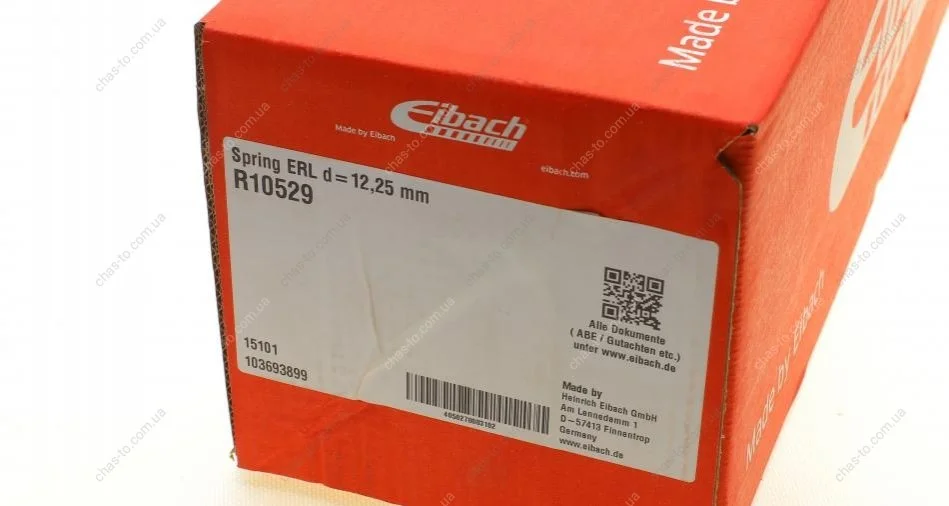 Made by
Eibach
Made by Eibach
eibach.com
Spring ERL d=12,25 mm
R10529
Alle Dokumente
( ABE / Gutachten etc.)
unter www.eibach.de
15101
103693899
Made by
Heinrich Eibach GmbH
Am Lennedamm 1
D-57413 Finnentrop
Germany
www.eibach.de
Made by Eibach
chas-to.com.ua